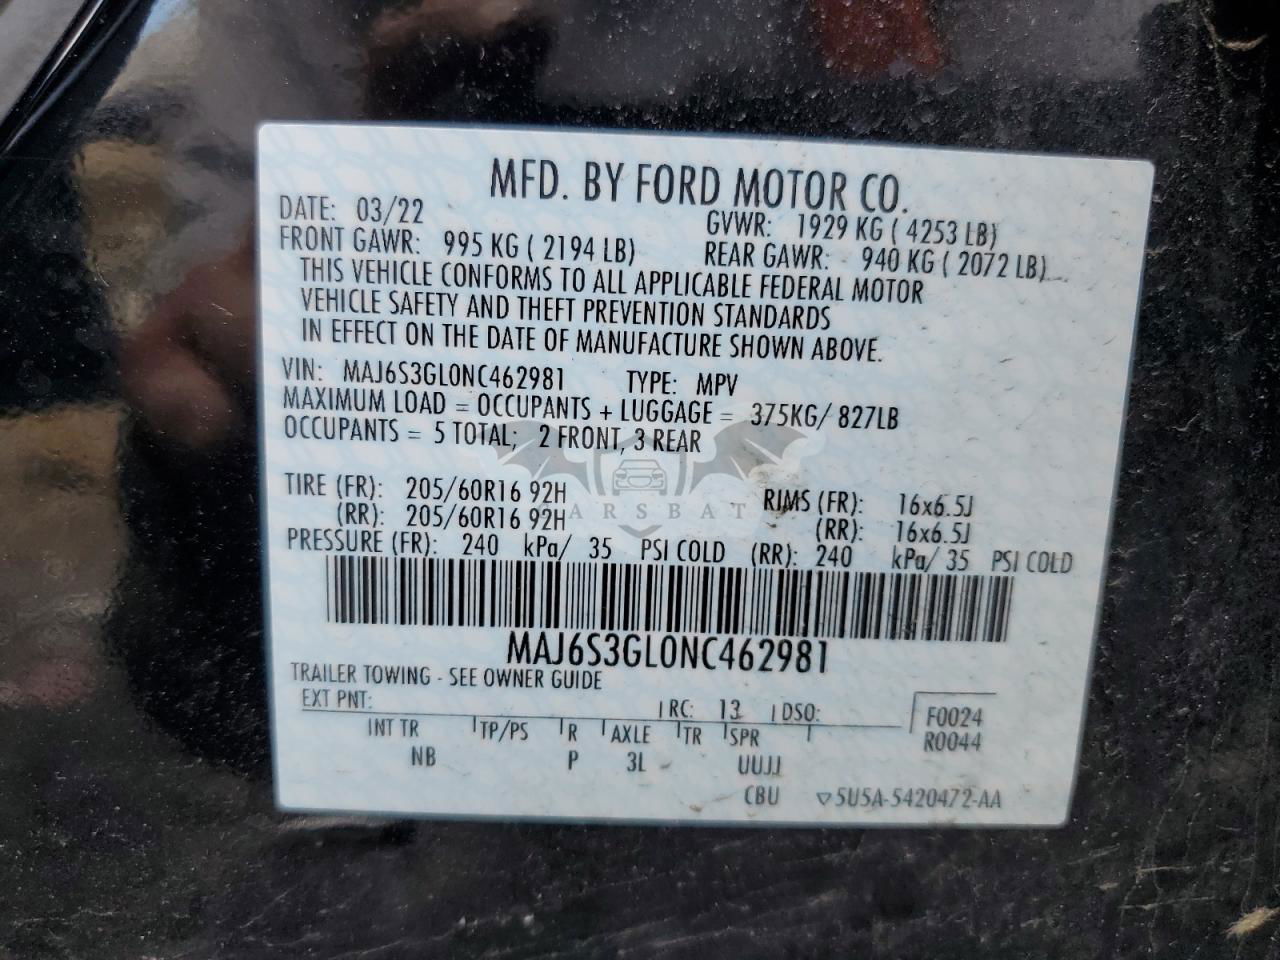 MFD. BY FORD MOTOR CO.
DATE: 03/22 GVWR: 1929 KG ( 4253 LB)
FRONT GAWR: 995 KG ( 2194 LB) REAR GAWR: 940 KG ( 2072 LB)
THIS VEHICLE CONFORMS TO ALL APPLICABLE FEDERAL MOTOR
VEHICLE SAFETY AND THEFT PREVENTION STANDARDS
IN EFFECT ON THE DATE OF MANUFACTURE SHOWN ABOVE.
VIN: MAJ6S3GL0NC462981 TYPE: MPV
MAXIMUM LOAD = OCCUPANTS + LUGGAGE = 375KG/ 827LB
OCCUPANTS = 5 TOTAL; 2 FRONT, 3 REAR
CARSBAT
TIRE (FR): 205/60R16 92H RIMS (FR): 16x6.5J
(RR): 205/60R16 92H (RR): 16x6.5J
PRESSURE (FR): 240 kPa/ 35 PSI COLD (RR): 240 kPa/ 35 PSI COLD
MAJ6S3GL0NC462981
TRAILER TOWING - SEE OWNER GUIDE
EXT PNT: RC: 13 DSO: F0024
INT TR TP/PS R AXLE TR SPR R0044
NB P 3L UUJJ
CBU ▽5U5A-5420472-AA